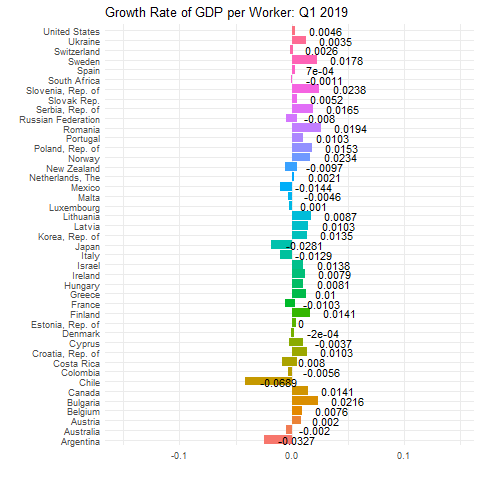 Growth Rate of GDP per Worker: Q1 2019
United States 0.0046
Ukraine 0.0035
Switzerland 0.0026
Sweden 0.0178
Spain 7e-04
South Africa -0.0011
Slovenia, Rep. of 0.0238
Slovak Rep. 0.0052
Serbia, Rep. of 0.0165
Russian Federation -0.008
Romania 0.0194
Portugal 0.0103
Poland, Rep. of 0.0153
Norway 0.0234
New Zealand -0.0097
Netherlands, The 0.0021
Mexico -0.0144
Malta -0.0046
Luxembourg 0.001
Lithuania 0.0087
Latvia 0.0103
Korea, Rep. of 0.0135
Japan -0.0281
Italy -0.0129
Israel 0.0138
Ireland 0.0079
Hungary 0.0081
Greece 0.01
France -0.0103
Finland 0.0141
Estonia, Rep. of 0
Denmark -2e-04
Cyprus -0.0037
Croatia, Rep. of 0.0103
Costa Rica 0.008
Colombia -0.0056
Chile -0.0689
Canada 0.0141
Bulgaria 0.0216
Belgium 0.0076
Austria 0.002
Australia -0.002
Argentina -0.0327
-0.1 0.0 0.1